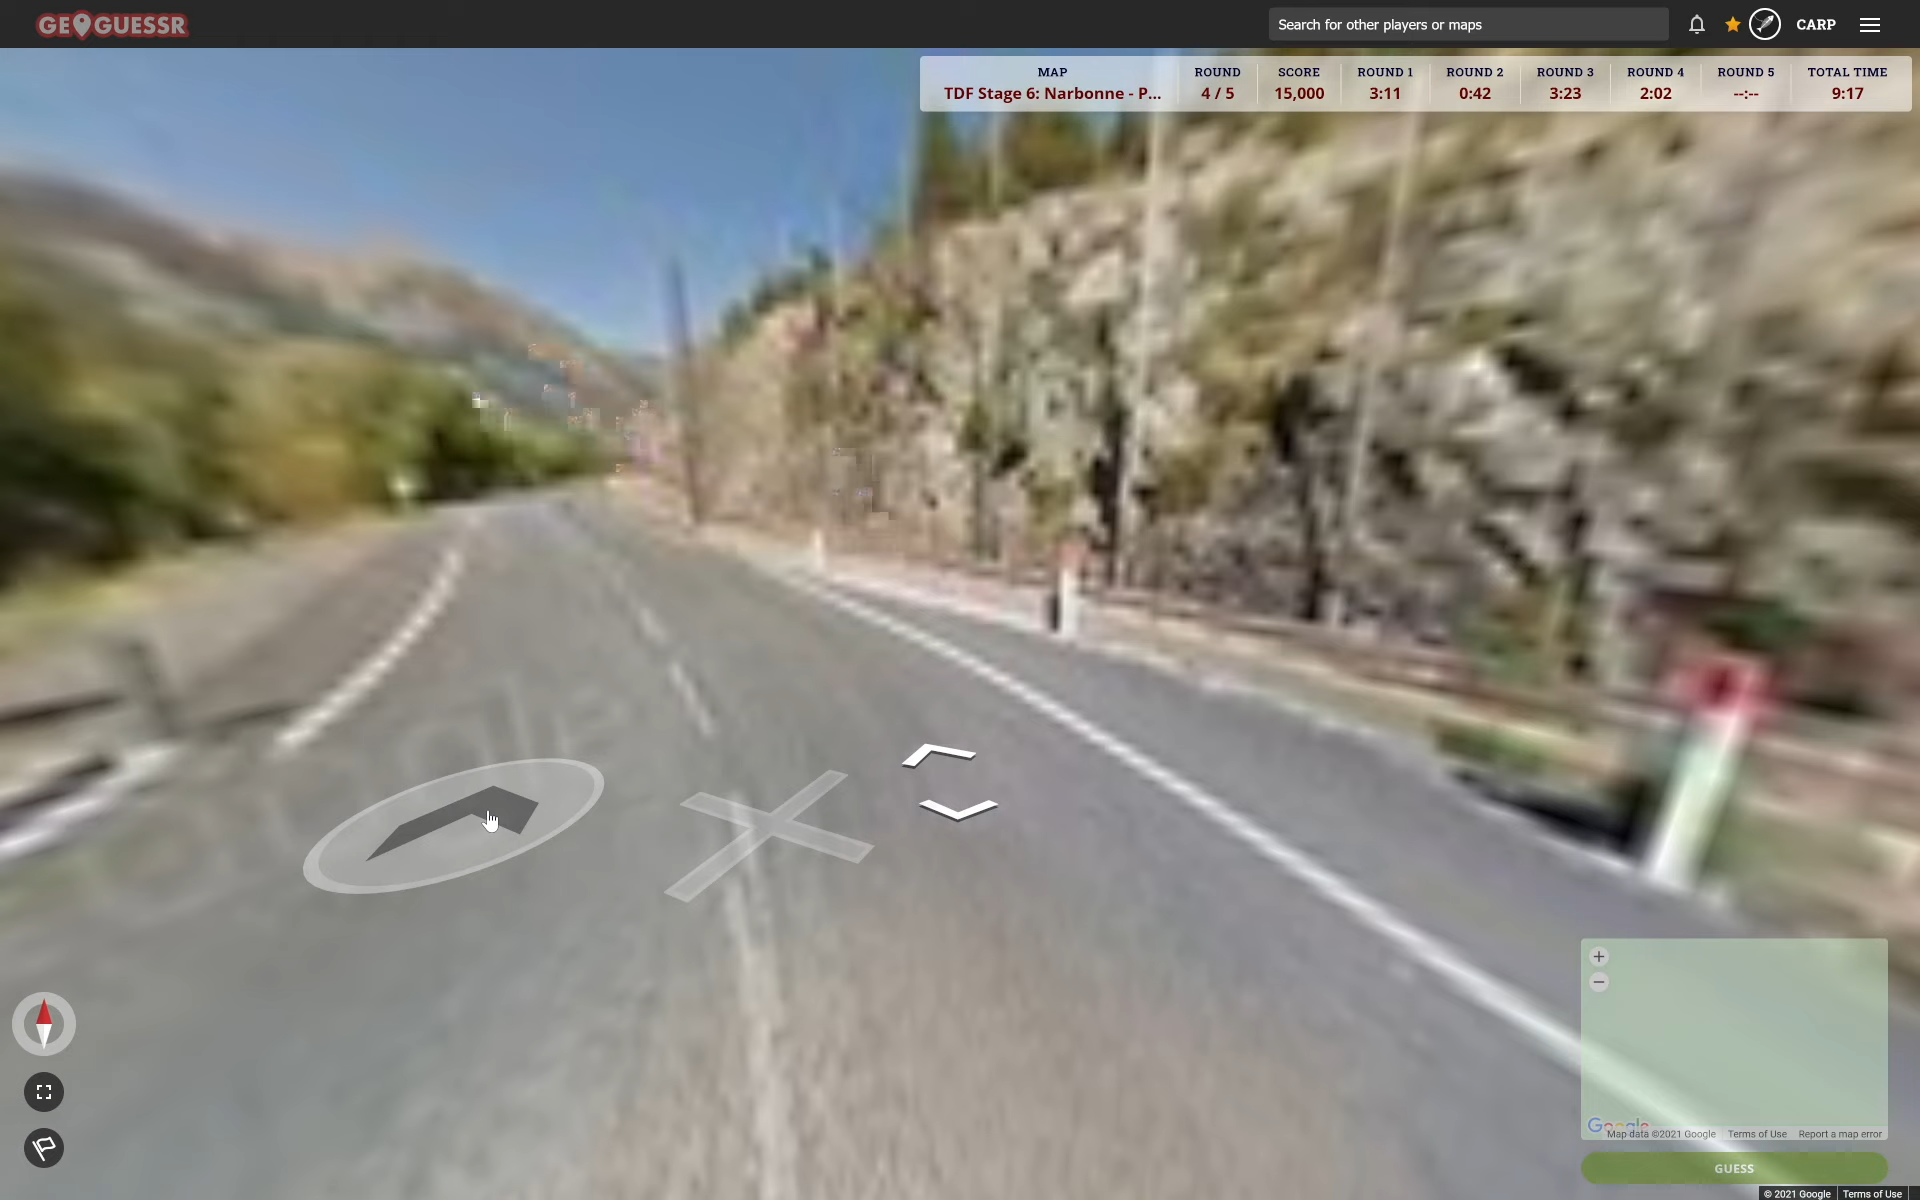 GEOGUESSR
Search for other players or maps
CARP
MAP
TDF Stage 6: Narbonne - P...
ROUND
4 / 5
SCORE
15,000
ROUND 1
3:11
ROUND 2
0:42
ROUND 3
3:23
ROUND 4
2:02
ROUND 5
--:--
TOTAL TIME
9:17
Google
Map data ©2021 Google
Terms of Use
Report a map error
GUESS
© 2021 Google
Terms of Use